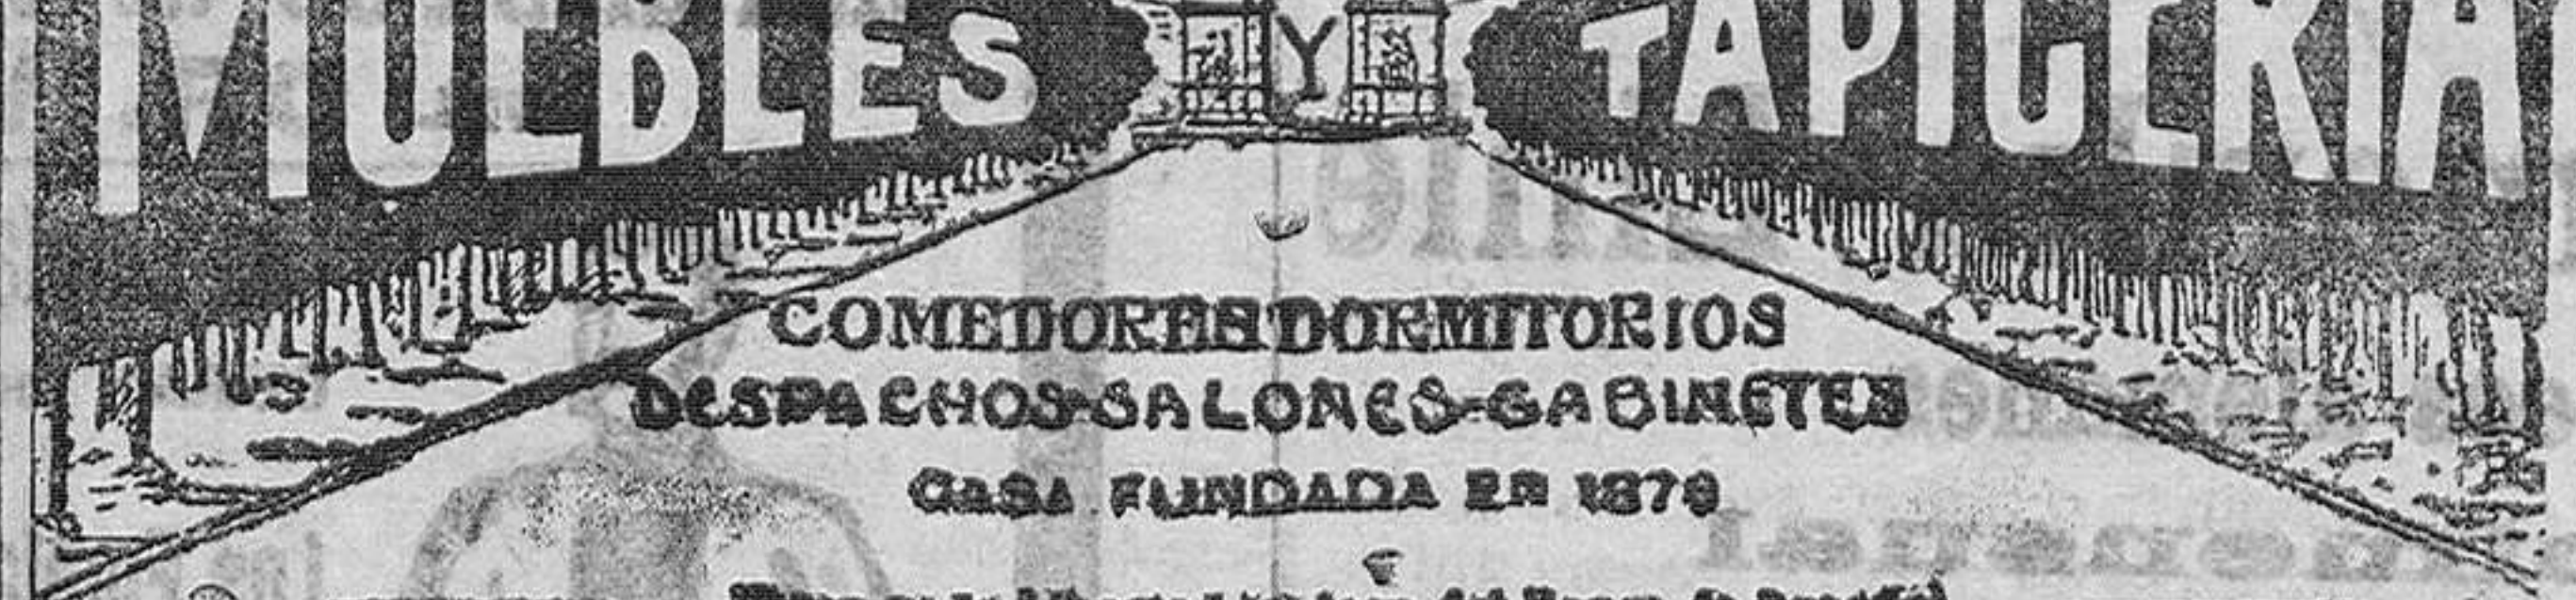 MUEBLES Y TAPICERIA
COMEDORES DORMITORIOS
DESPACHOS-SALONES-GABINETES
CASA FUNDADA EN 1879